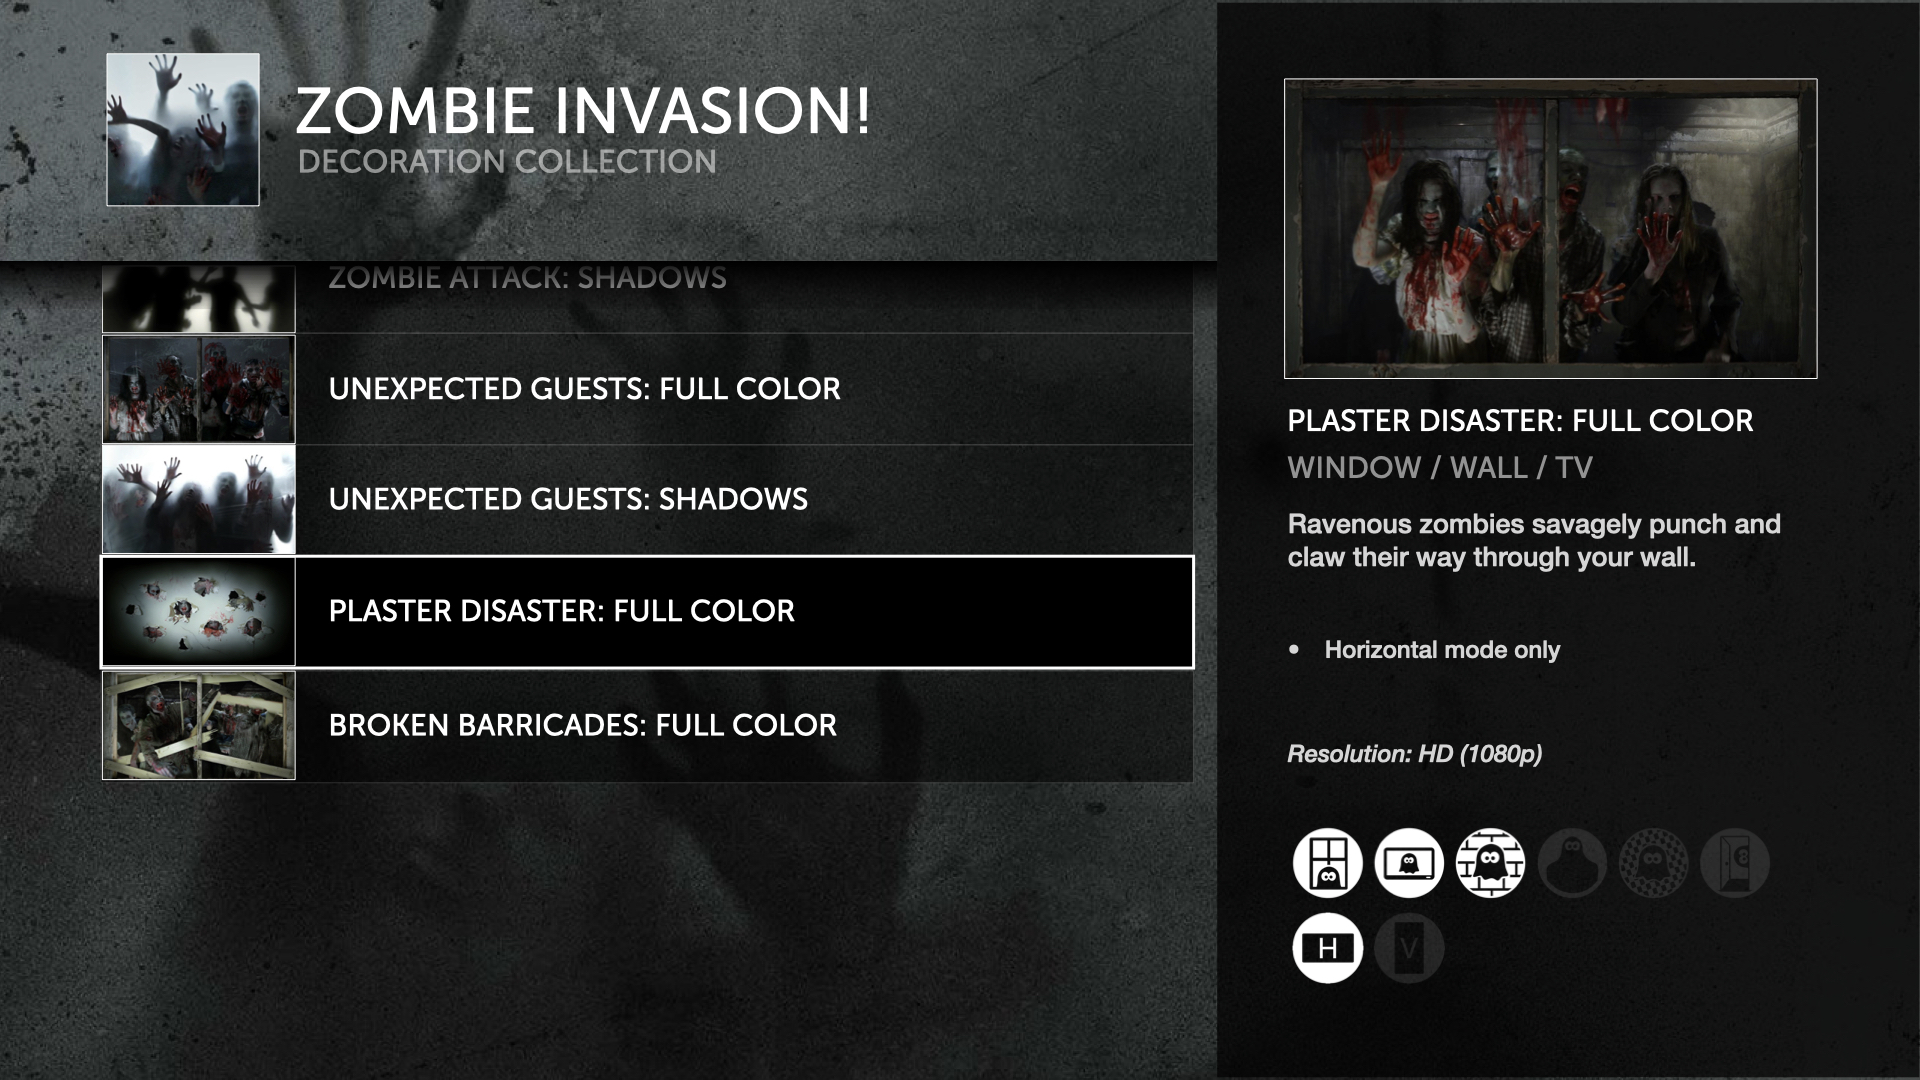 ZOMBIE INVASION!
DECORATION COLLECTION
ZOMBIE ATTACK: SHADOWS
UNEXPECTED GUESTS: FULL COLOR
UNEXPECTED GUESTS: SHADOWS
PLASTER DISASTER: FULL COLOR
BROKEN BARRICADES: FULL COLOR
PLASTER DISASTER: FULL COLOR
WINDOW / WALL / TV
Ravenous zombies savagely punch and
claw their way through your wall.
• Horizontal mode only
Resolution: HD (1080p)
H
V